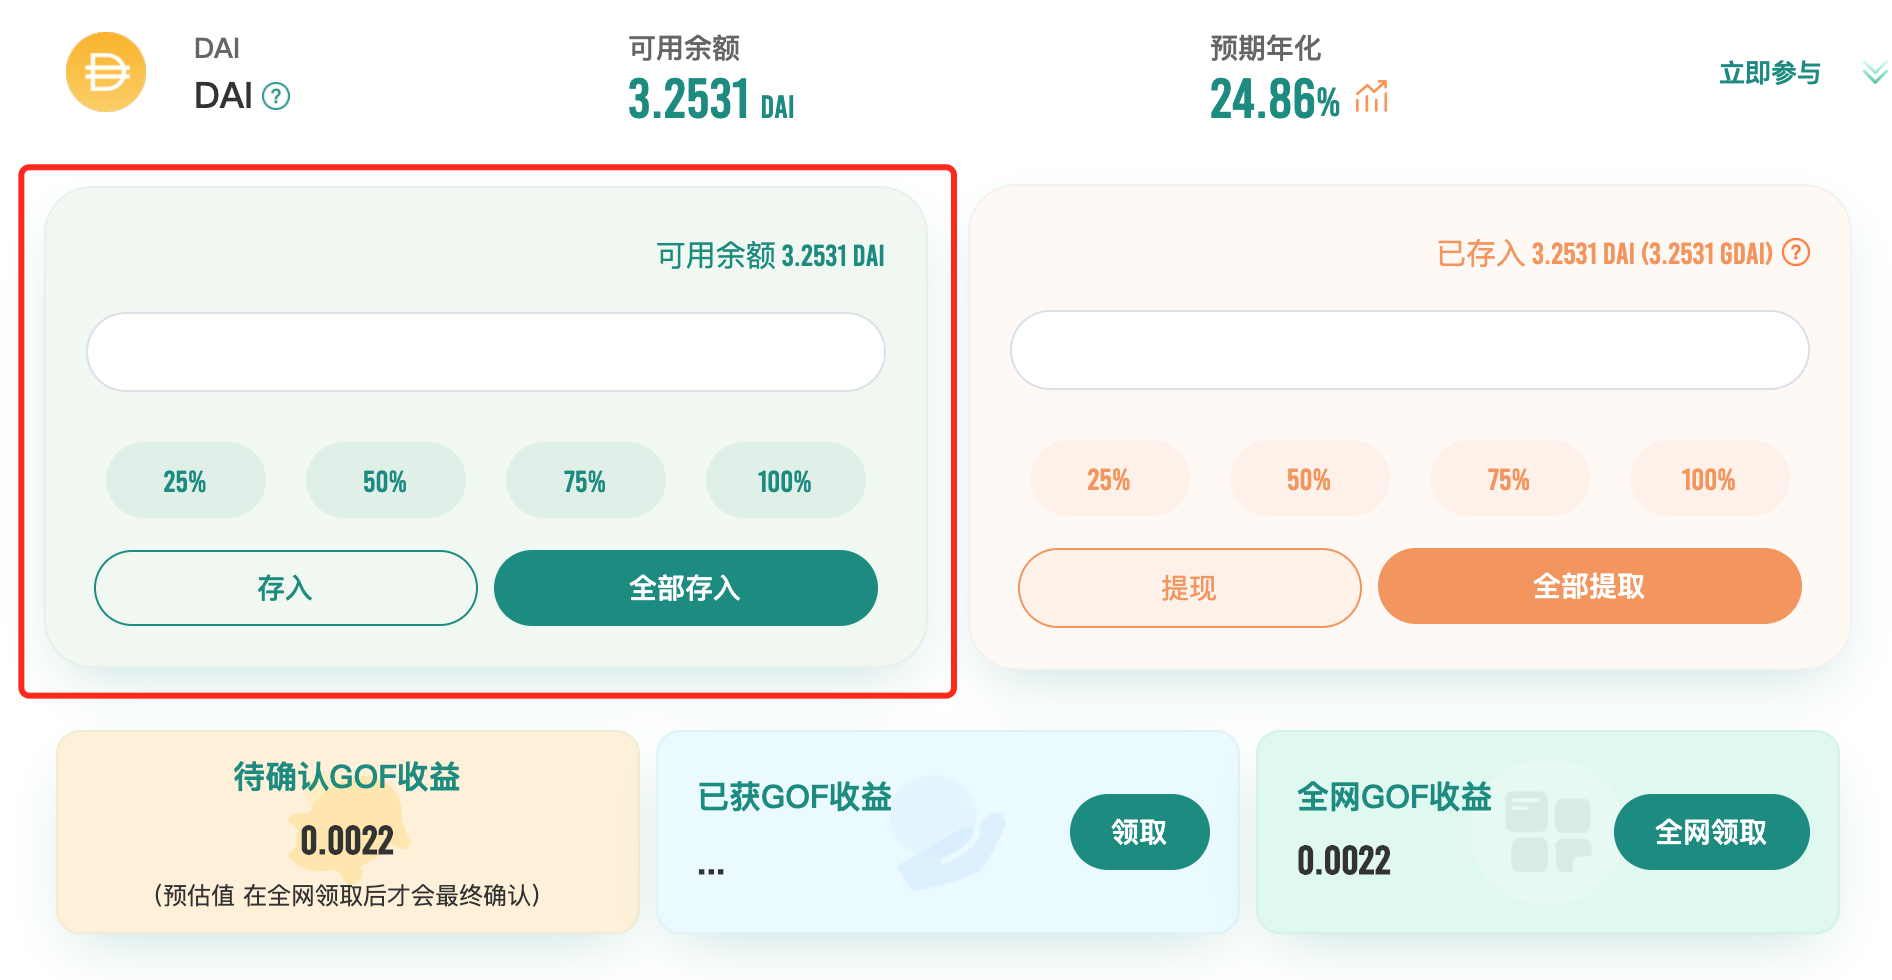 DAI
DAI ?
可用余额
3.2531 DAI
预期年化
24.86%
立即参与
可用余额 3.2531 DAI
25% 50% 75% 100%
存入 全部存入
已存入 3.2531 DAI (3.2531 GDAI) ?
25% 50% 75% 100%
提现 全部提取
待确认GOF收益
0.0022
(预估值 在全网领取后才会最终确认)
已获GOF收益
...
领取
全网GOF收益
0.0022
全网领取